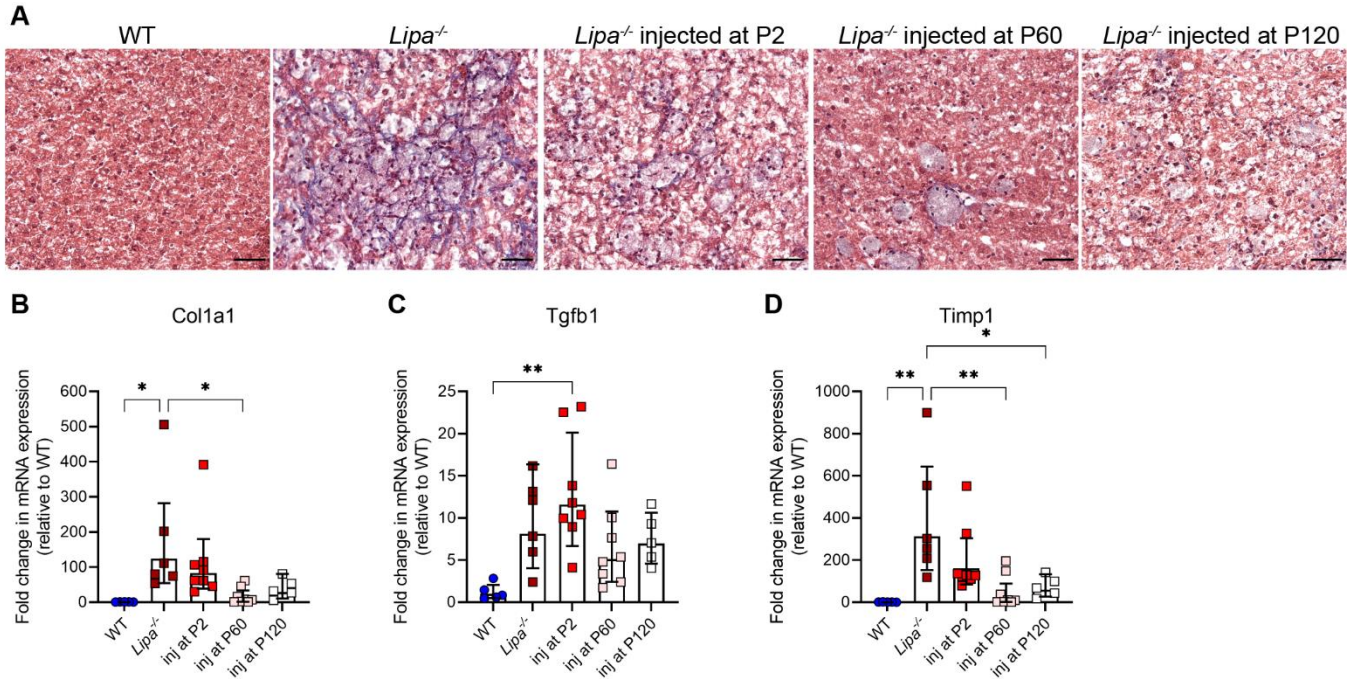 A
WT
Lipa-/-
Lipa-/- injected at P2
Lipa-/- injected at P60
Lipa-/- injected at P120
B
Col1a1
Fold change in mRNA expression
(relative to WT)
600
500
400
300
200
100
0
*
*
WT
Lipa-/-
inj at P2
inj at P60
inj at P120
C
Tgfb1
Fold change in mRNA expression
(relative to WT)
25
20
15
10
5
0
**
WT
Lipa-/-
inj at P2
inj at P60
inj at P120
D
Timp1
Fold change in mRNA expression
(relative to WT)
1000
800
600
400
200
0
*
**
**
WT
Lipa-/-
inj at P2
inj at P60
inj at P120